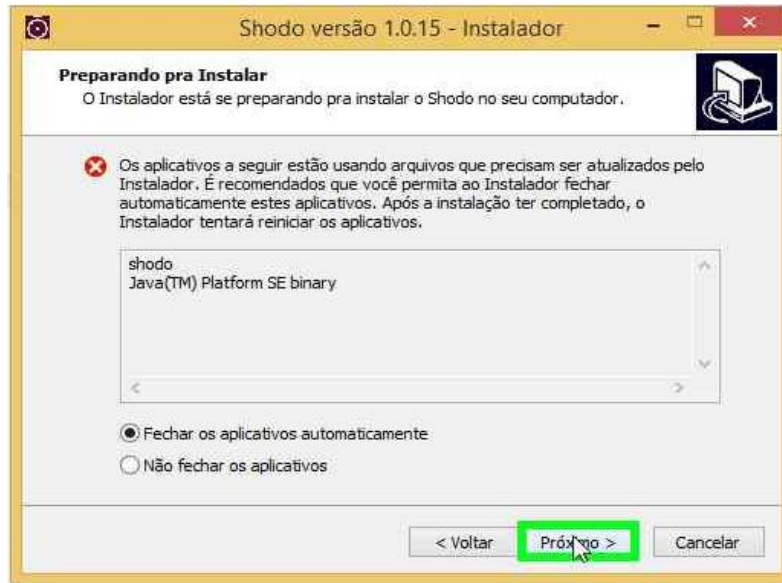 Shodo versão 1.0.15 - Instalador
Preparando pra Instalar
O Instalador está se preparando pra instalar o Shodo no seu computador.
Os aplicativos a seguir estão usando arquivos que precisam ser atualizados pelo
Instalador. É recomendados que você permita ao Instalador fechar
automaticamente estes aplicativos. Após a instalação ter completado, o
Instalador tentará reiniciar os aplicativos.
shodo
Java(TM) Platform SE binary
Fechar os aplicativos automaticamente
Não fechar os aplicativos
< Voltar
Próximo >
Cancelar